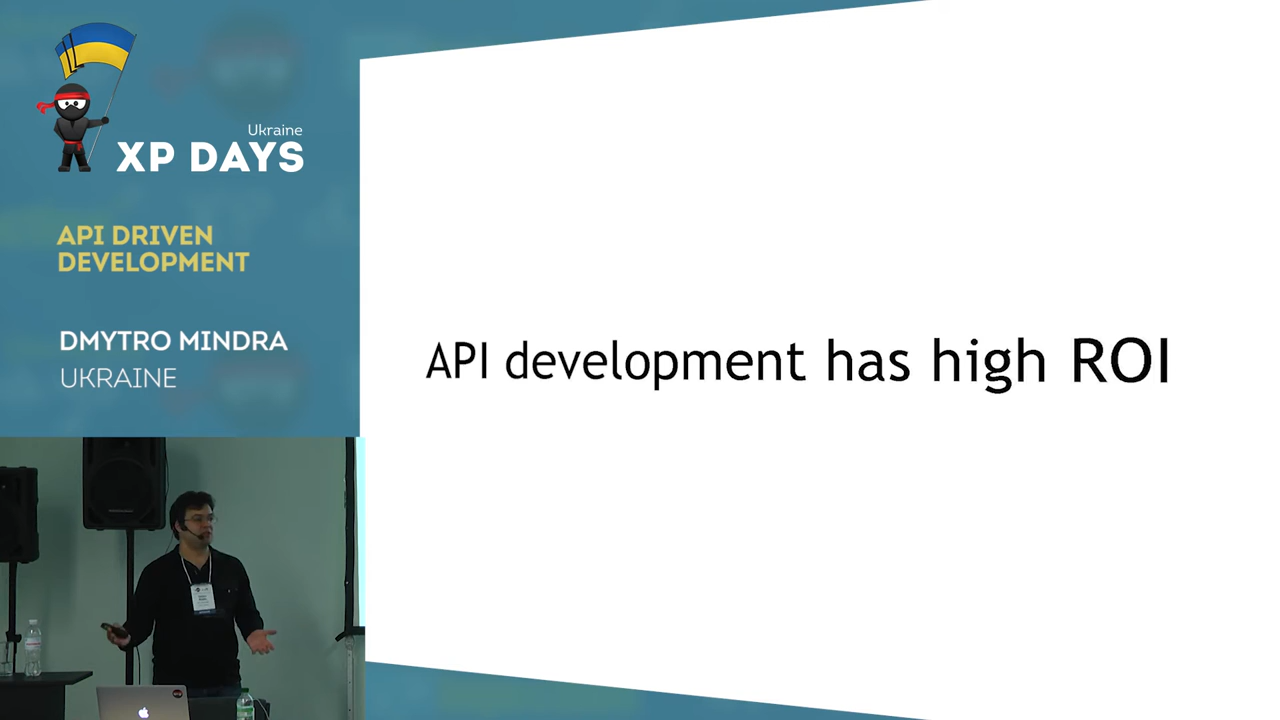 Ukraine
XP DAYS
API DRIVEN
DEVELOPMENT
DMYTRO MINDRA
UKRAINE
API development has high ROI